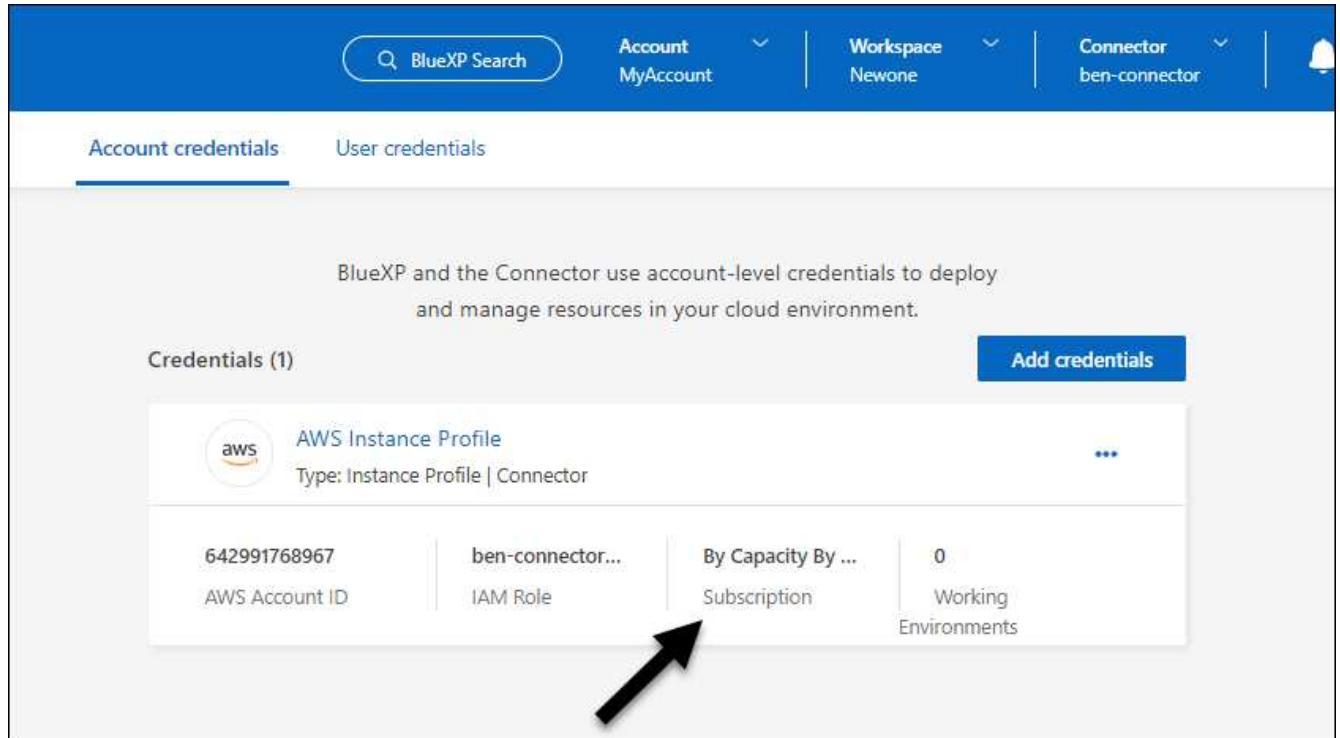 BlueXP Search
Account
MyAccount
Workspace
Newone
Connector
ben-connector
Account credentials
User credentials
BlueXP and the Connector use account-level credentials to deploy
and manage resources in your cloud environment.
Credentials (1)
Add credentials
aws
AWS Instance Profile
Type: Instance Profile | Connector
642991768967
AWS Account ID
ben-connector...
IAM Role
By Capacity By ...
Subscription
0
Working
Environments